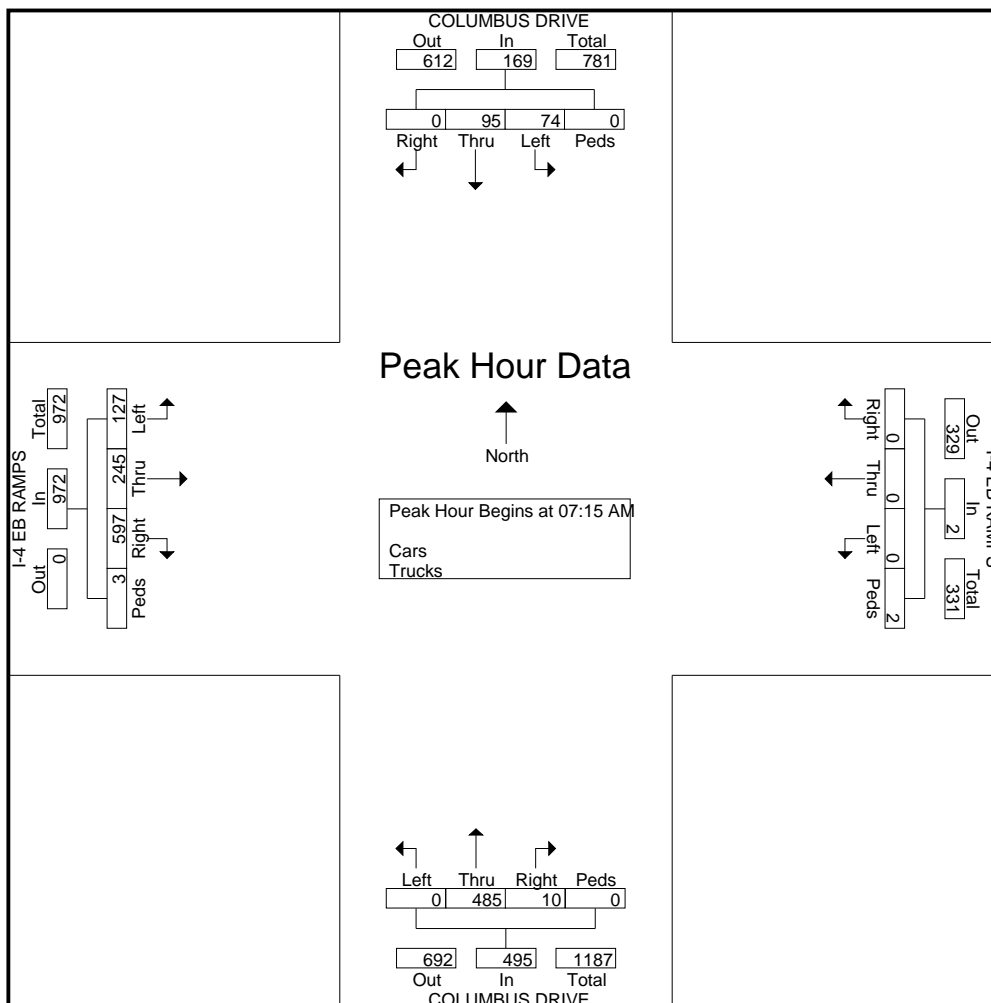 COLUMBUS DRIVE
Out In Total
612 169 781
0 95 74 0
Right Thru Left Peds
Peak Hour Data
North
Peak Hour Begins at 07:15 AM
Cars
Trucks
I-4 EB RAMPS
Total In Out
972 972 0
127 245 597 3
Left Thru Right Peds
Right Thru Left Peds
0 0 0 2
Out In Total
329 2 331
I-4 EB RAMPS
Left Thru Right Peds
0 485 10 0
692 495 1187
Out In Total
COLUMBUS DRIVE